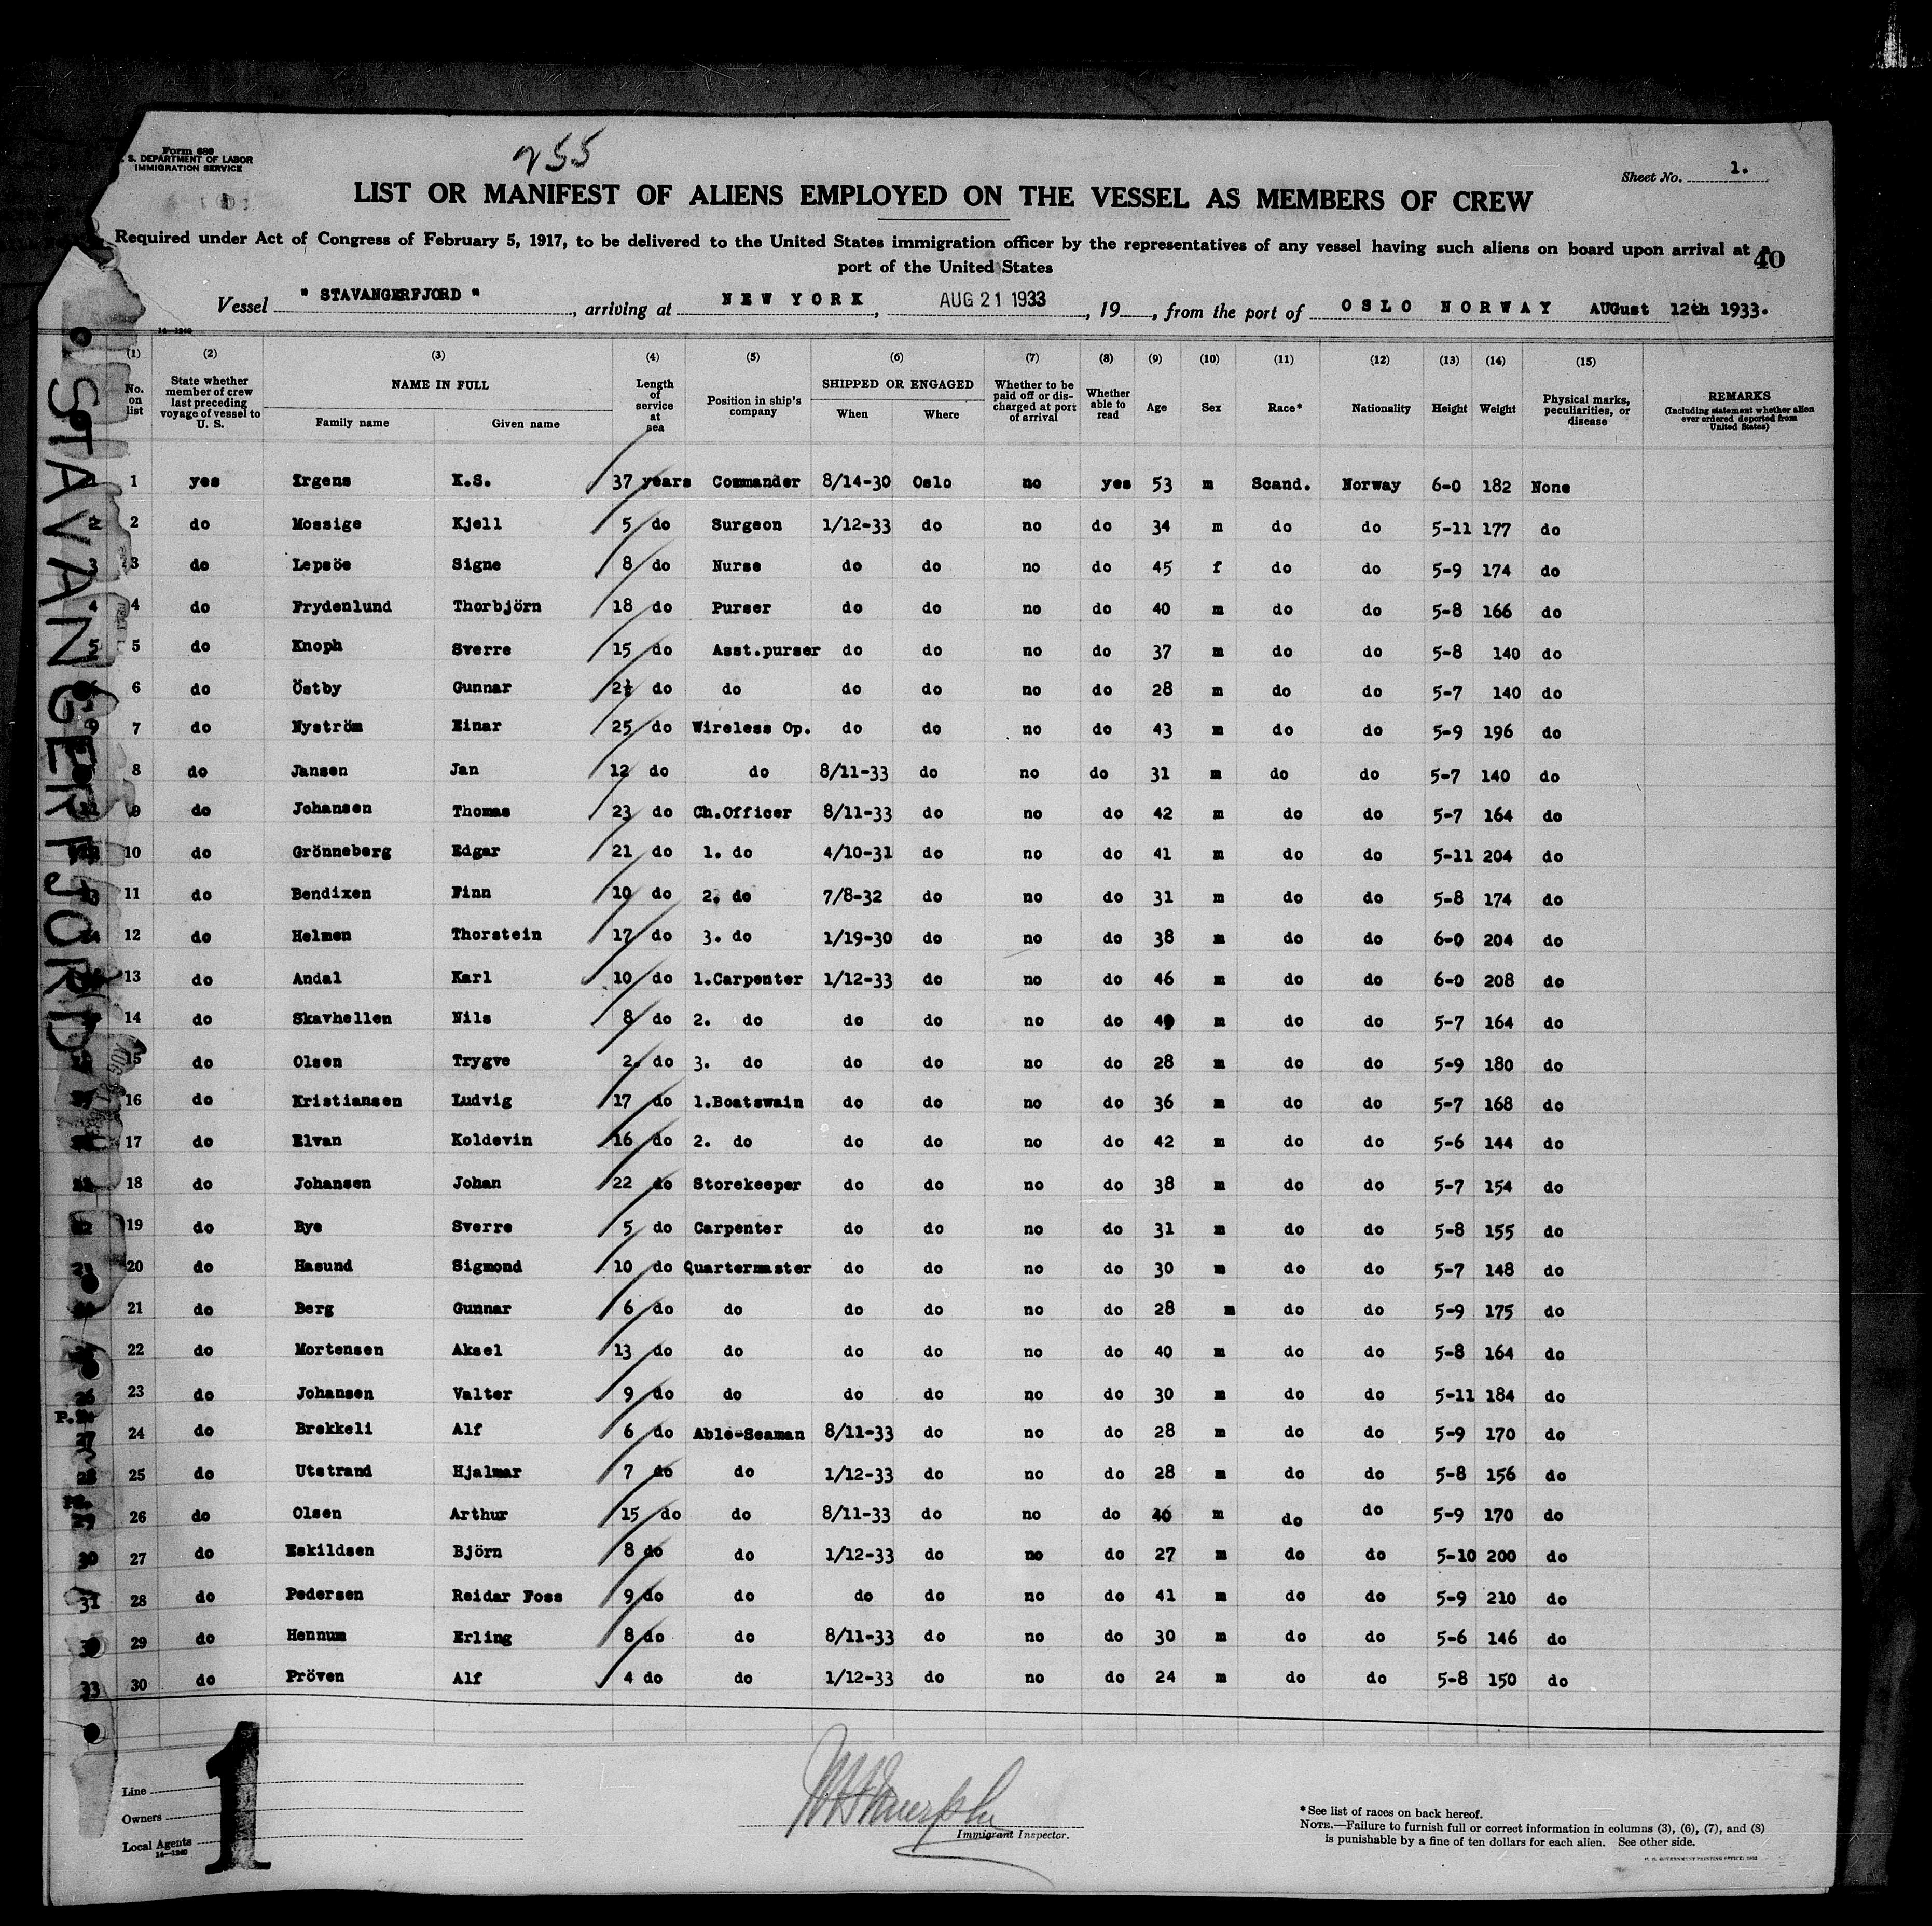 Form 680
S. DEPARTMENT OF LABOR
IMMIGRATION SERVICE
255
Sheet No. 1.
LIST OR MANIFEST OF ALIENS EMPLOYED ON THE VESSEL AS MEMBERS OF CREW
Required under Act of Congress of February 5, 1917, to be delivered to the United States immigration officer by the representatives of any vessel having such aliens on board upon arrival at a
port of the United States
40
Vessel " STAVANGERFJORD ", arriving at NEW YORK, AUG 21 1933, 19 , from the port of OSLO NORWAY AUGust 12th 1933.
14—1240
STAVANGERFJORD
(1) (2) (3) (4) (5) (6) (7) (8) (9) (10) (11) (12) (13) (14) (15)
No. on list State whether member of crew last preceding voyage of vessel to U. S. NAME IN FULL Family name Given name Length of service at sea Position in ship's company SHIPPED OR ENGAGED When Where Whether to be paid off or discharged at port of arrival Whether able to read Age Sex Race* Nationality Height Weight Physical marks, peculiarities, or disease REMARKS (Including statement whether alien ever ordered deported from United States)
1 yes Irgens K.S. 37 years Commander 8/14-30 Oslo no yes 53 m Scand. Norway 6-0 182 None
2 do Mossige Kjell 5 do Surgeon 1/12-33 do no do 34 m do do 5-11 177 do
3 do Lepsöe Signe 8 do Nurse do do no do 45 f do do 5-9 174 do
4 do Frydenlund Thorbjörn 18 do Purser do do no do 40 m do do 5-8 166 do
5 do Knoph Sverre 15 do Asst.purser do do no do 37 m do do 5-8 140 do
6 do Östby Gunnar 2½ do do do do no do 28 m do do 5-7 140 do
7 do Nyström Einar 25 do Wireless Op. do do no do 43 m do do 5-9 196 do
8 do Jansen Jan 12 do do 8/11-33 do no do 31 m do do 5-7 140 do
9 do Johansen Thomas 23 do Ch.Officer 8/11-33 do no do 42 m do do 5-7 164 do
10 do Grönneberg Edgar 21 do 1. do 4/10-31 do no do 41 m do do 5-11 204 do
11 do Bendixen Finn 10 do 2. do 7/8-32 do no do 31 m do do 5-8 174 do
12 do Helmen Thorstein 17 do 3. do 1/19-30 do no do 38 m do do 6-0 204 do
13 do Andal Karl 10 do 1.Carpenter 1/12-33 do no do 46 m do do 6-0 208 do
14 do Skavhellen Nils 8 do 2. do do do no do 40 m do do 5-7 164 do
15 do Olsen Trygve 2. do 3. do do do no do 28 m do do 5-9 180 do
16 do Kristiansen Ludvig 17 do 1.Boatswain do do no do 36 m do do 5-7 168 do
17 do Elvan Koldevin 16 do 2. do do do no do 42 m do do 5-6 144 do
18 do Johansen Johan 22 do Storekeeper do do no do 38 m do do 5-7 154 do
19 do Bye Sverre 5 do Carpenter do do no do 31 m do do 5-8 155 do
20 do Hasund Sigmond 10 do Quartermaster do do no do 30 m do do 5-7 148 do
21 do Berg Gunnar 6 do do do do no do 28 m do do 5-9 175 do
22 do Mortensen Aksel 13 do do do do no do 40 m do do 5-8 164 do
23 do Johansen Valter 9 do do do do no do 30 m do do 5-11 184 do
24 do Brekkeli Alf 6 do Able-Seaman 8/11-33 do no do 28 m do do 5-9 170 do
25 do Utstrand Hjalmar 7 do do 1/12-33 do no do 28 m do do 5-8 156 do
26 do Olsen Arthur 15 do do 8/11-33 do no do 40 m do do 5-9 170 do
27 do Eskildsen Björn 8 do do 1/12-33 do no do 27 m do do 5-10 200 do
28 do Pedersen Reidar Foss 9 do do do do no do 41 m do do 5-9 210 do
29 do Hennum Erling 8 do do 8/11-33 do no do 30 m do do 5-6 146 do
30 do Pröven Alf 4 do do 1/12-33 do no do 24 m do do 5-8 150 do
1
Line
Owners
Local Agents
14—1240
Immigrant Inspector.
* See list of races on back hereof.
NOTE.—Failure to furnish full or correct information in columns (3), (6), (7), and (8)
is punishable by a fine of ten dollars for each alien. See other side.